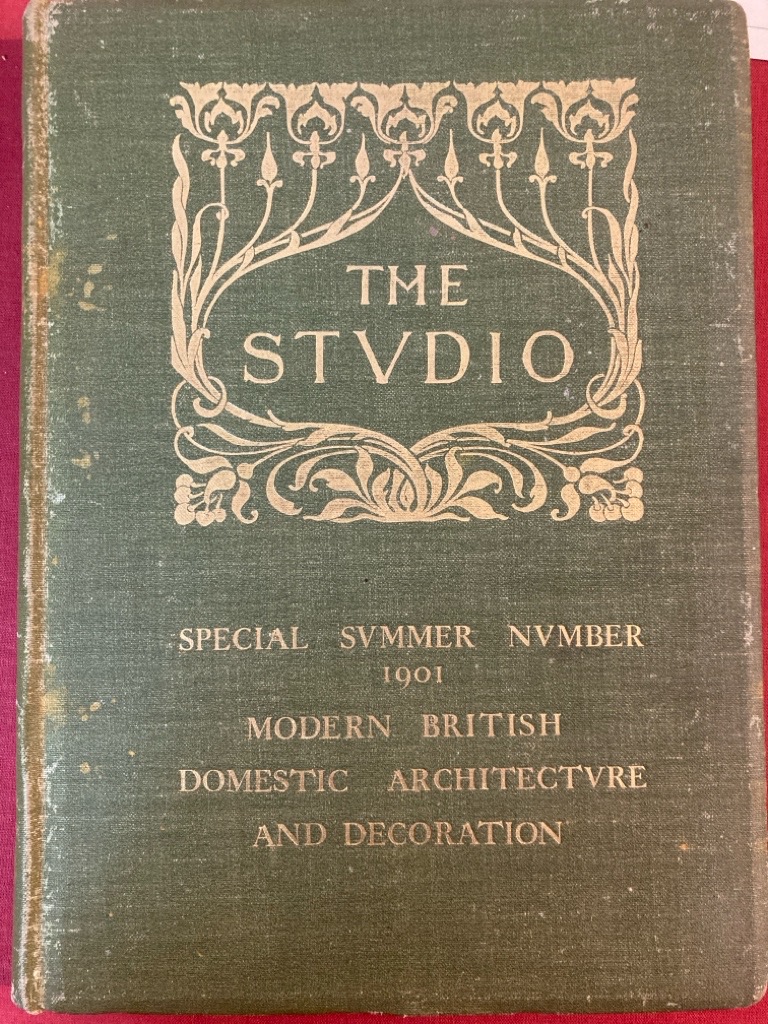 THE
STVDIO
SPECIAL SVMMER NVMBER
1901
MODERN BRITISH
DOMESTIC ARCHITECTVRE
AND DECORATION